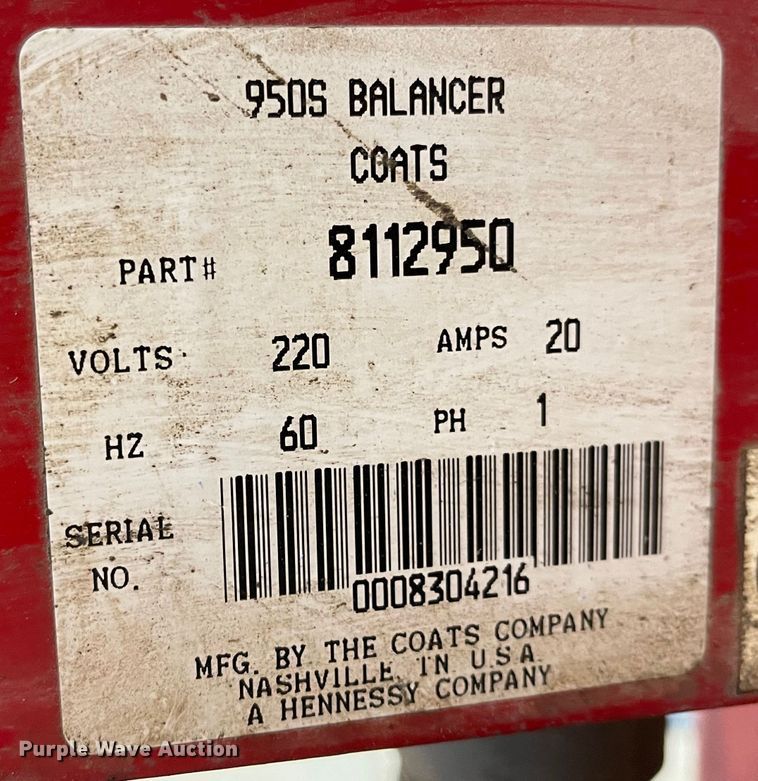 950S BALANCER
COATS
PART# 8112950
VOLTS 220 AMPS 20
HZ 60 PH 1
SERIAL
NO.
0008304216
MFG. BY THE COATS COMPANY
NASHVILLE, TN U.S.A
A HENNESSY COMPANY
Purple Wave Auction